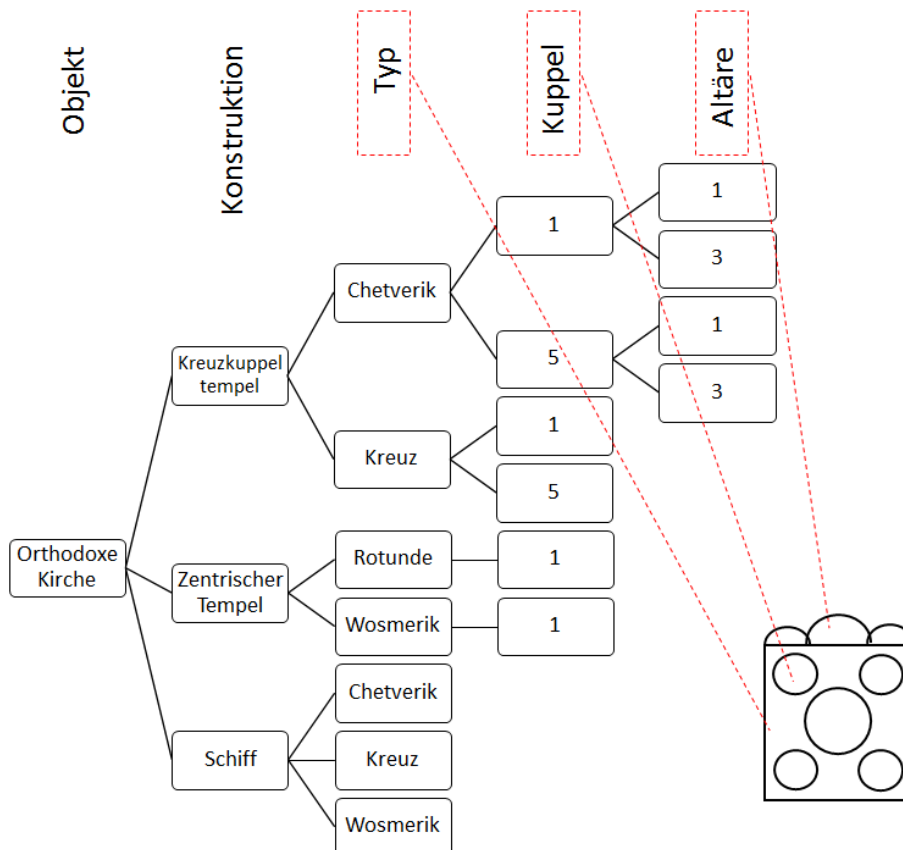 Objekt
Konstruktion
Typ
Kuppel
Altäre
1
1
3
Chetverik
1
Kreuzkuppel
tempel
5
3
1
Kreuz
5
Orthodoxe
Kirche
Rotunde
1
Zentrischer
Tempel
Wosmerik
1
Chetverik
Schiff
Kreuz
Wosmerik